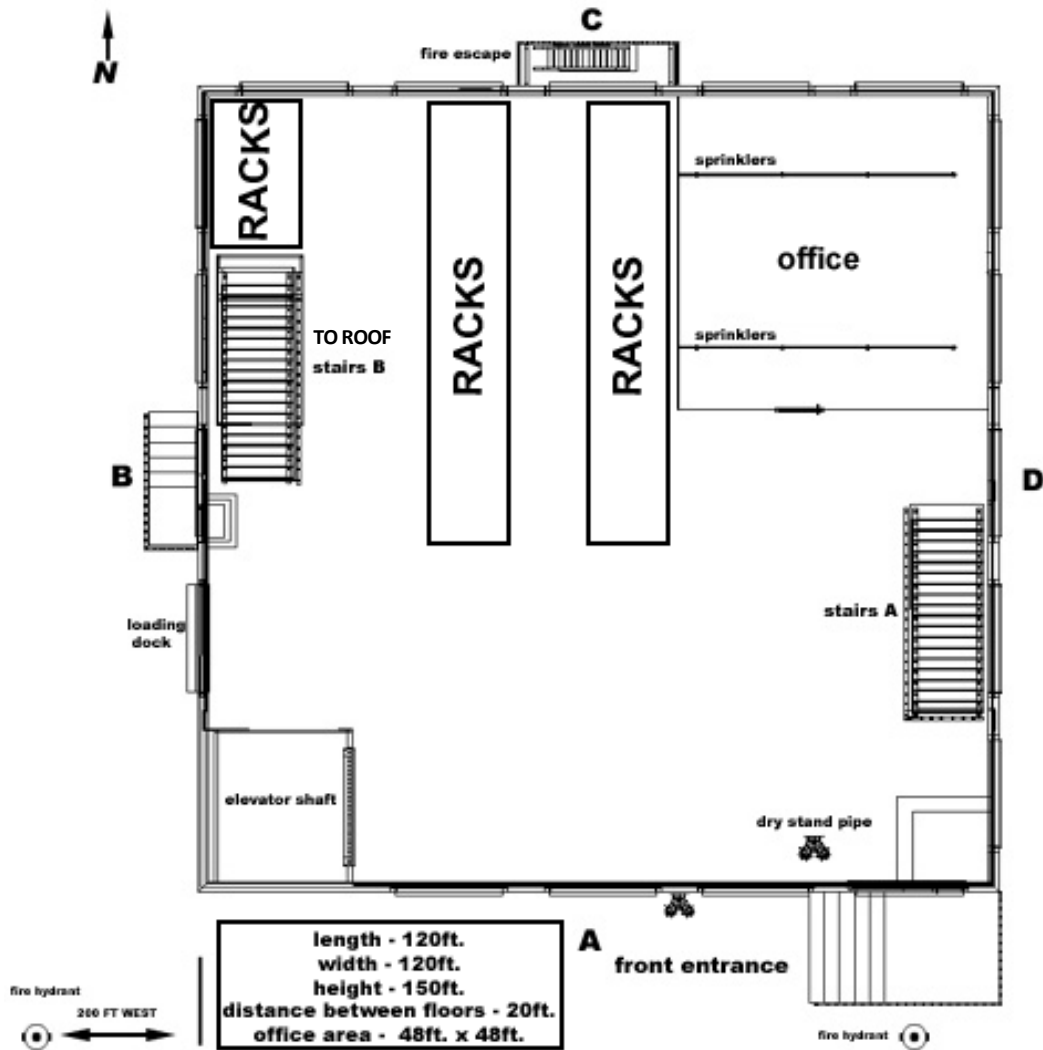 C
fire escape
N
RACKS
RACKS
RACKS
sprinklers
office
sprinklers
TO ROOF
stairs B
B
D
stairs A
loading
dock
elevator shaft
dry stand pipe
A
front entrance
length - 120ft.
width - 120ft.
height - 150ft.
distance between floors - 20ft.
office area - 48ft. x 48ft.
fire hydrant
200 FT WEST
fire hydrant